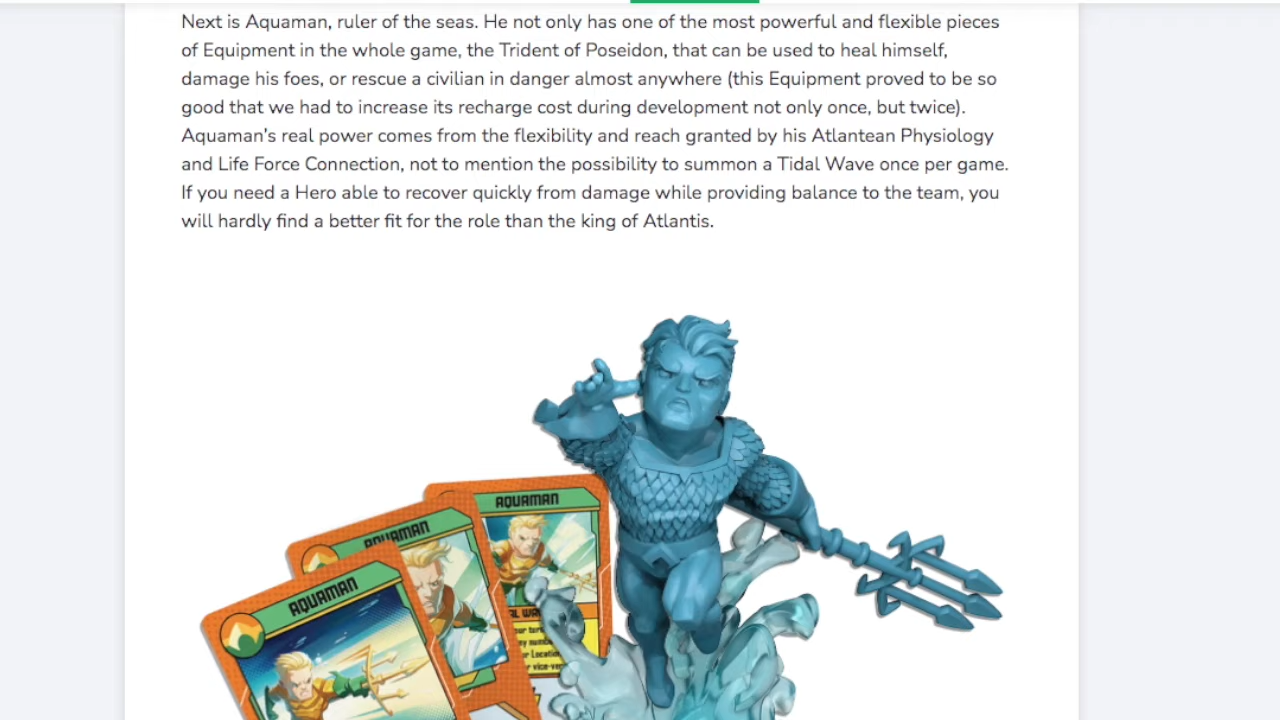 Next is Aquaman, ruler of the seas. He not only has one of the most powerful and flexible pieces
of Equipment in the whole game, the Trident of Poseidon, that can be used to heal himself,
damage his foes, or rescue a civilian in danger almost anywhere (this Equipment proved to be so
good that we had to increase its recharge cost during development not only once, but twice).
Aquaman's real power comes from the flexibility and reach granted by his Atlantean Physiology
and Life Force Connection, not to mention the possibility to summon a Tidal Wave once per game.
If you need a Hero able to recover quickly from damage while providing balance to the team, you
will hardly find a better fit for the role than the king of Atlantis.
AQUAMAN
AQUAMAN
AQUAMAN